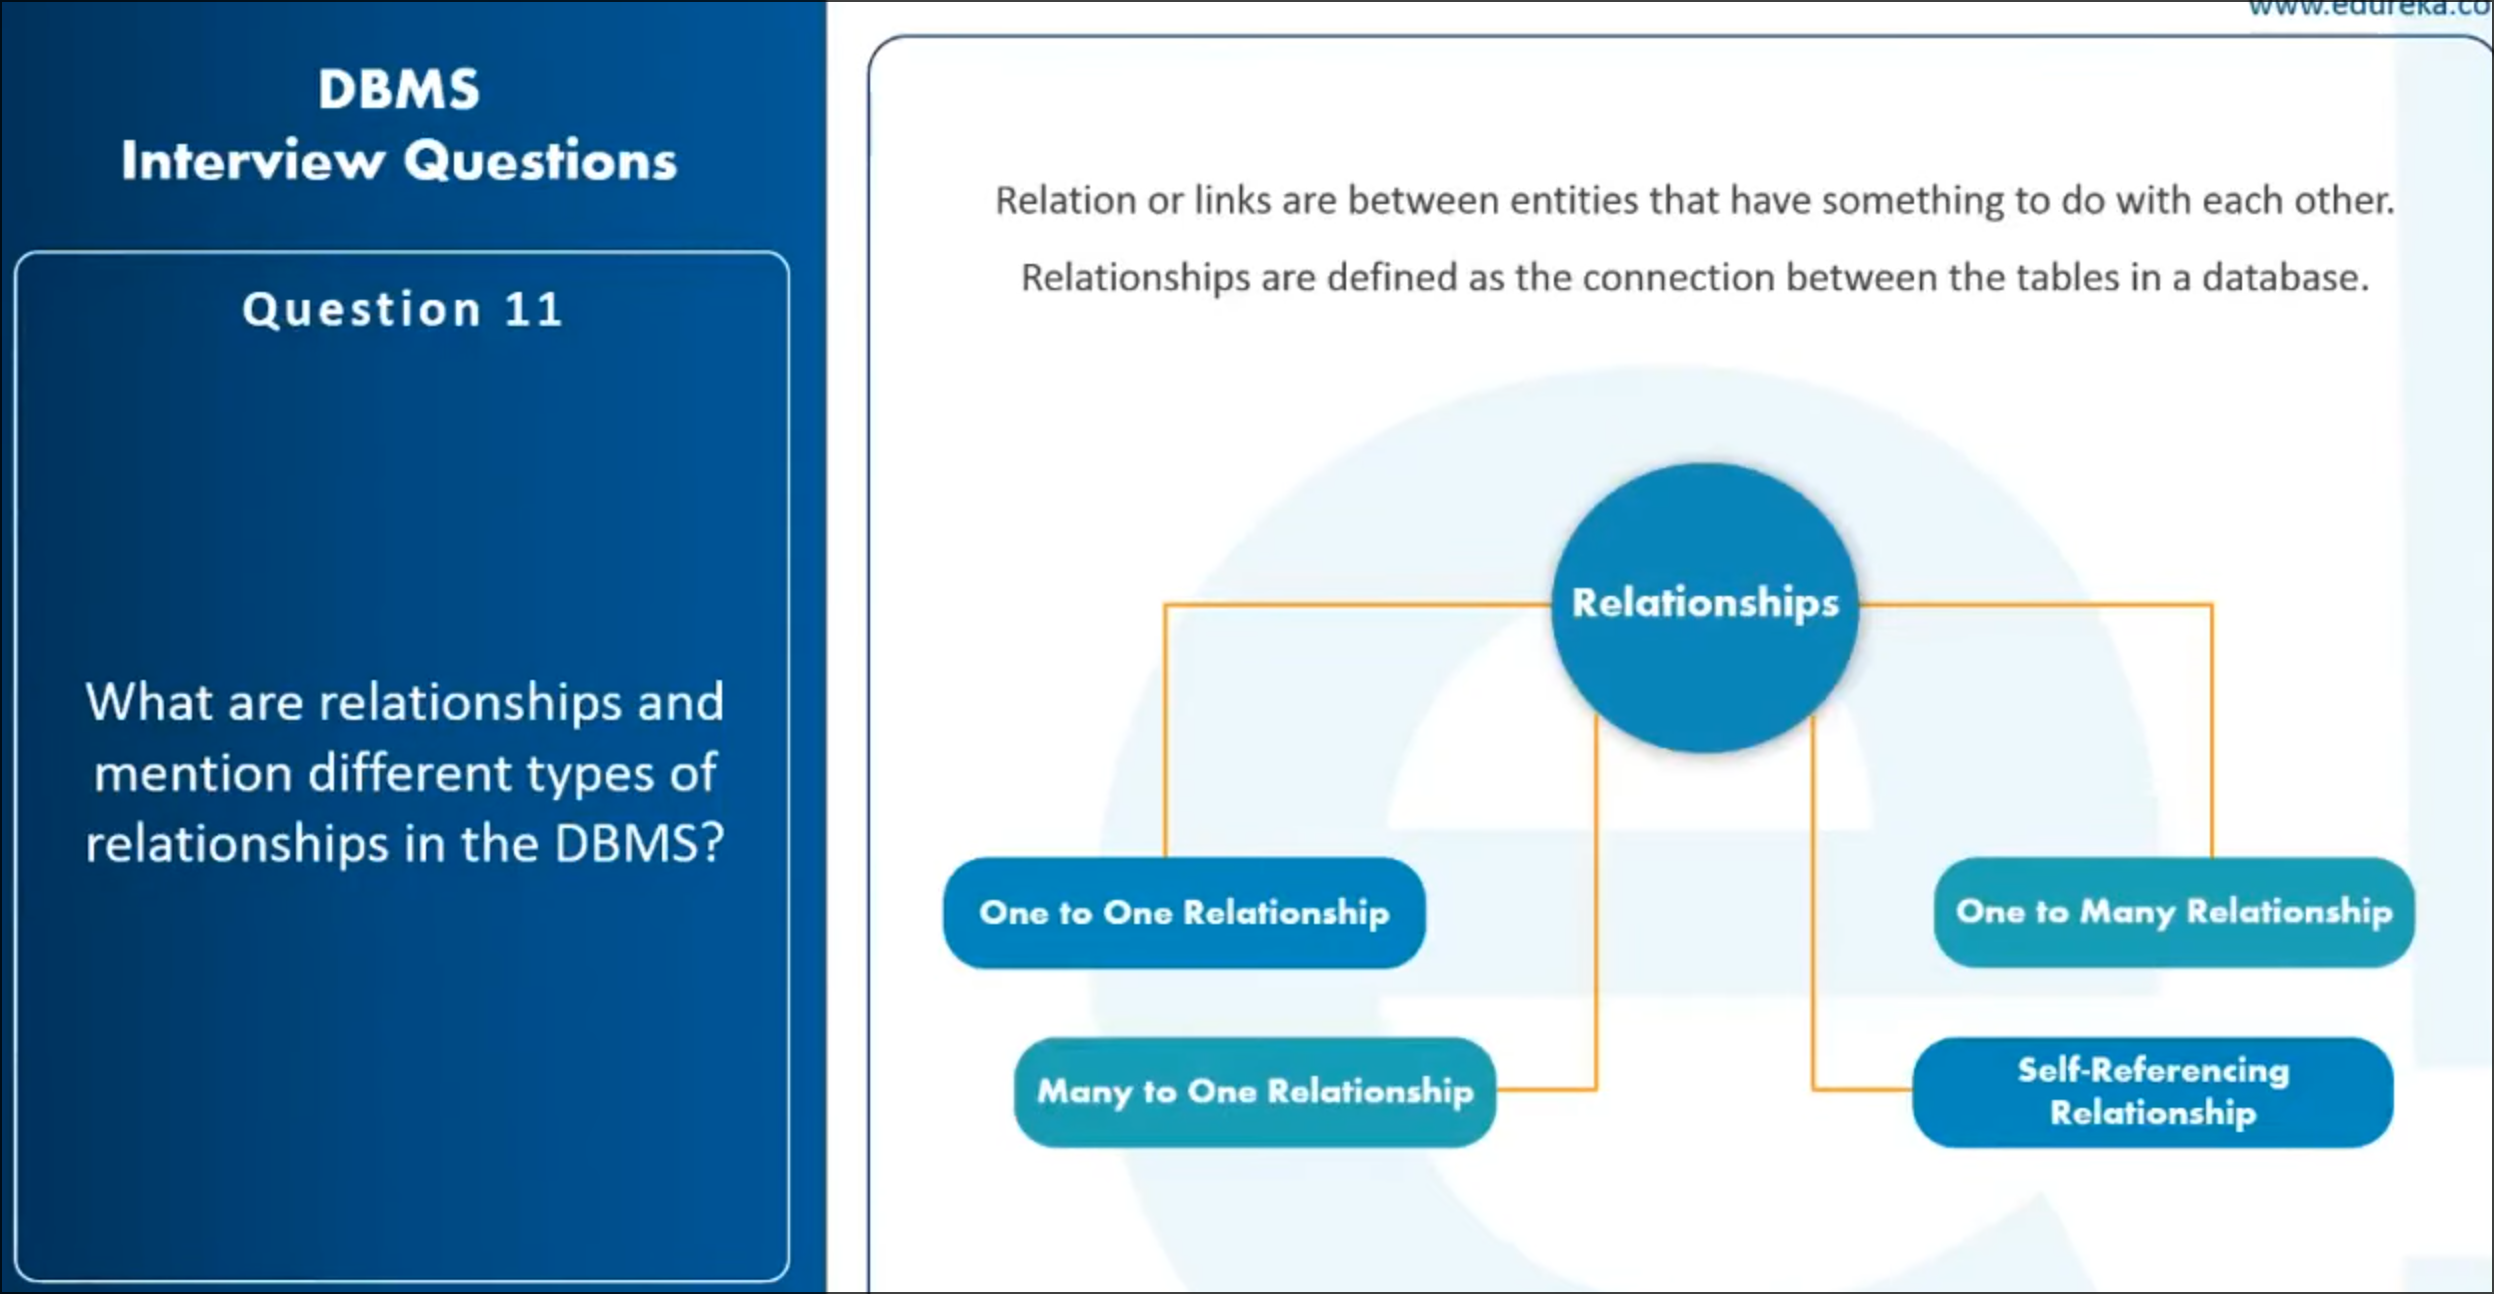 DBMS
Interview Questions
Question 11
What are relationships and
mention different types of
relationships in the DBMS?
www.edureka.co
Relation or links are between entities that have something to do with each other.
Relationships are defined as the connection between the tables in a database.
Relationships
One to One Relationship
One to Many Relationship
Many to One Relationship
Self-Referencing
Relationship